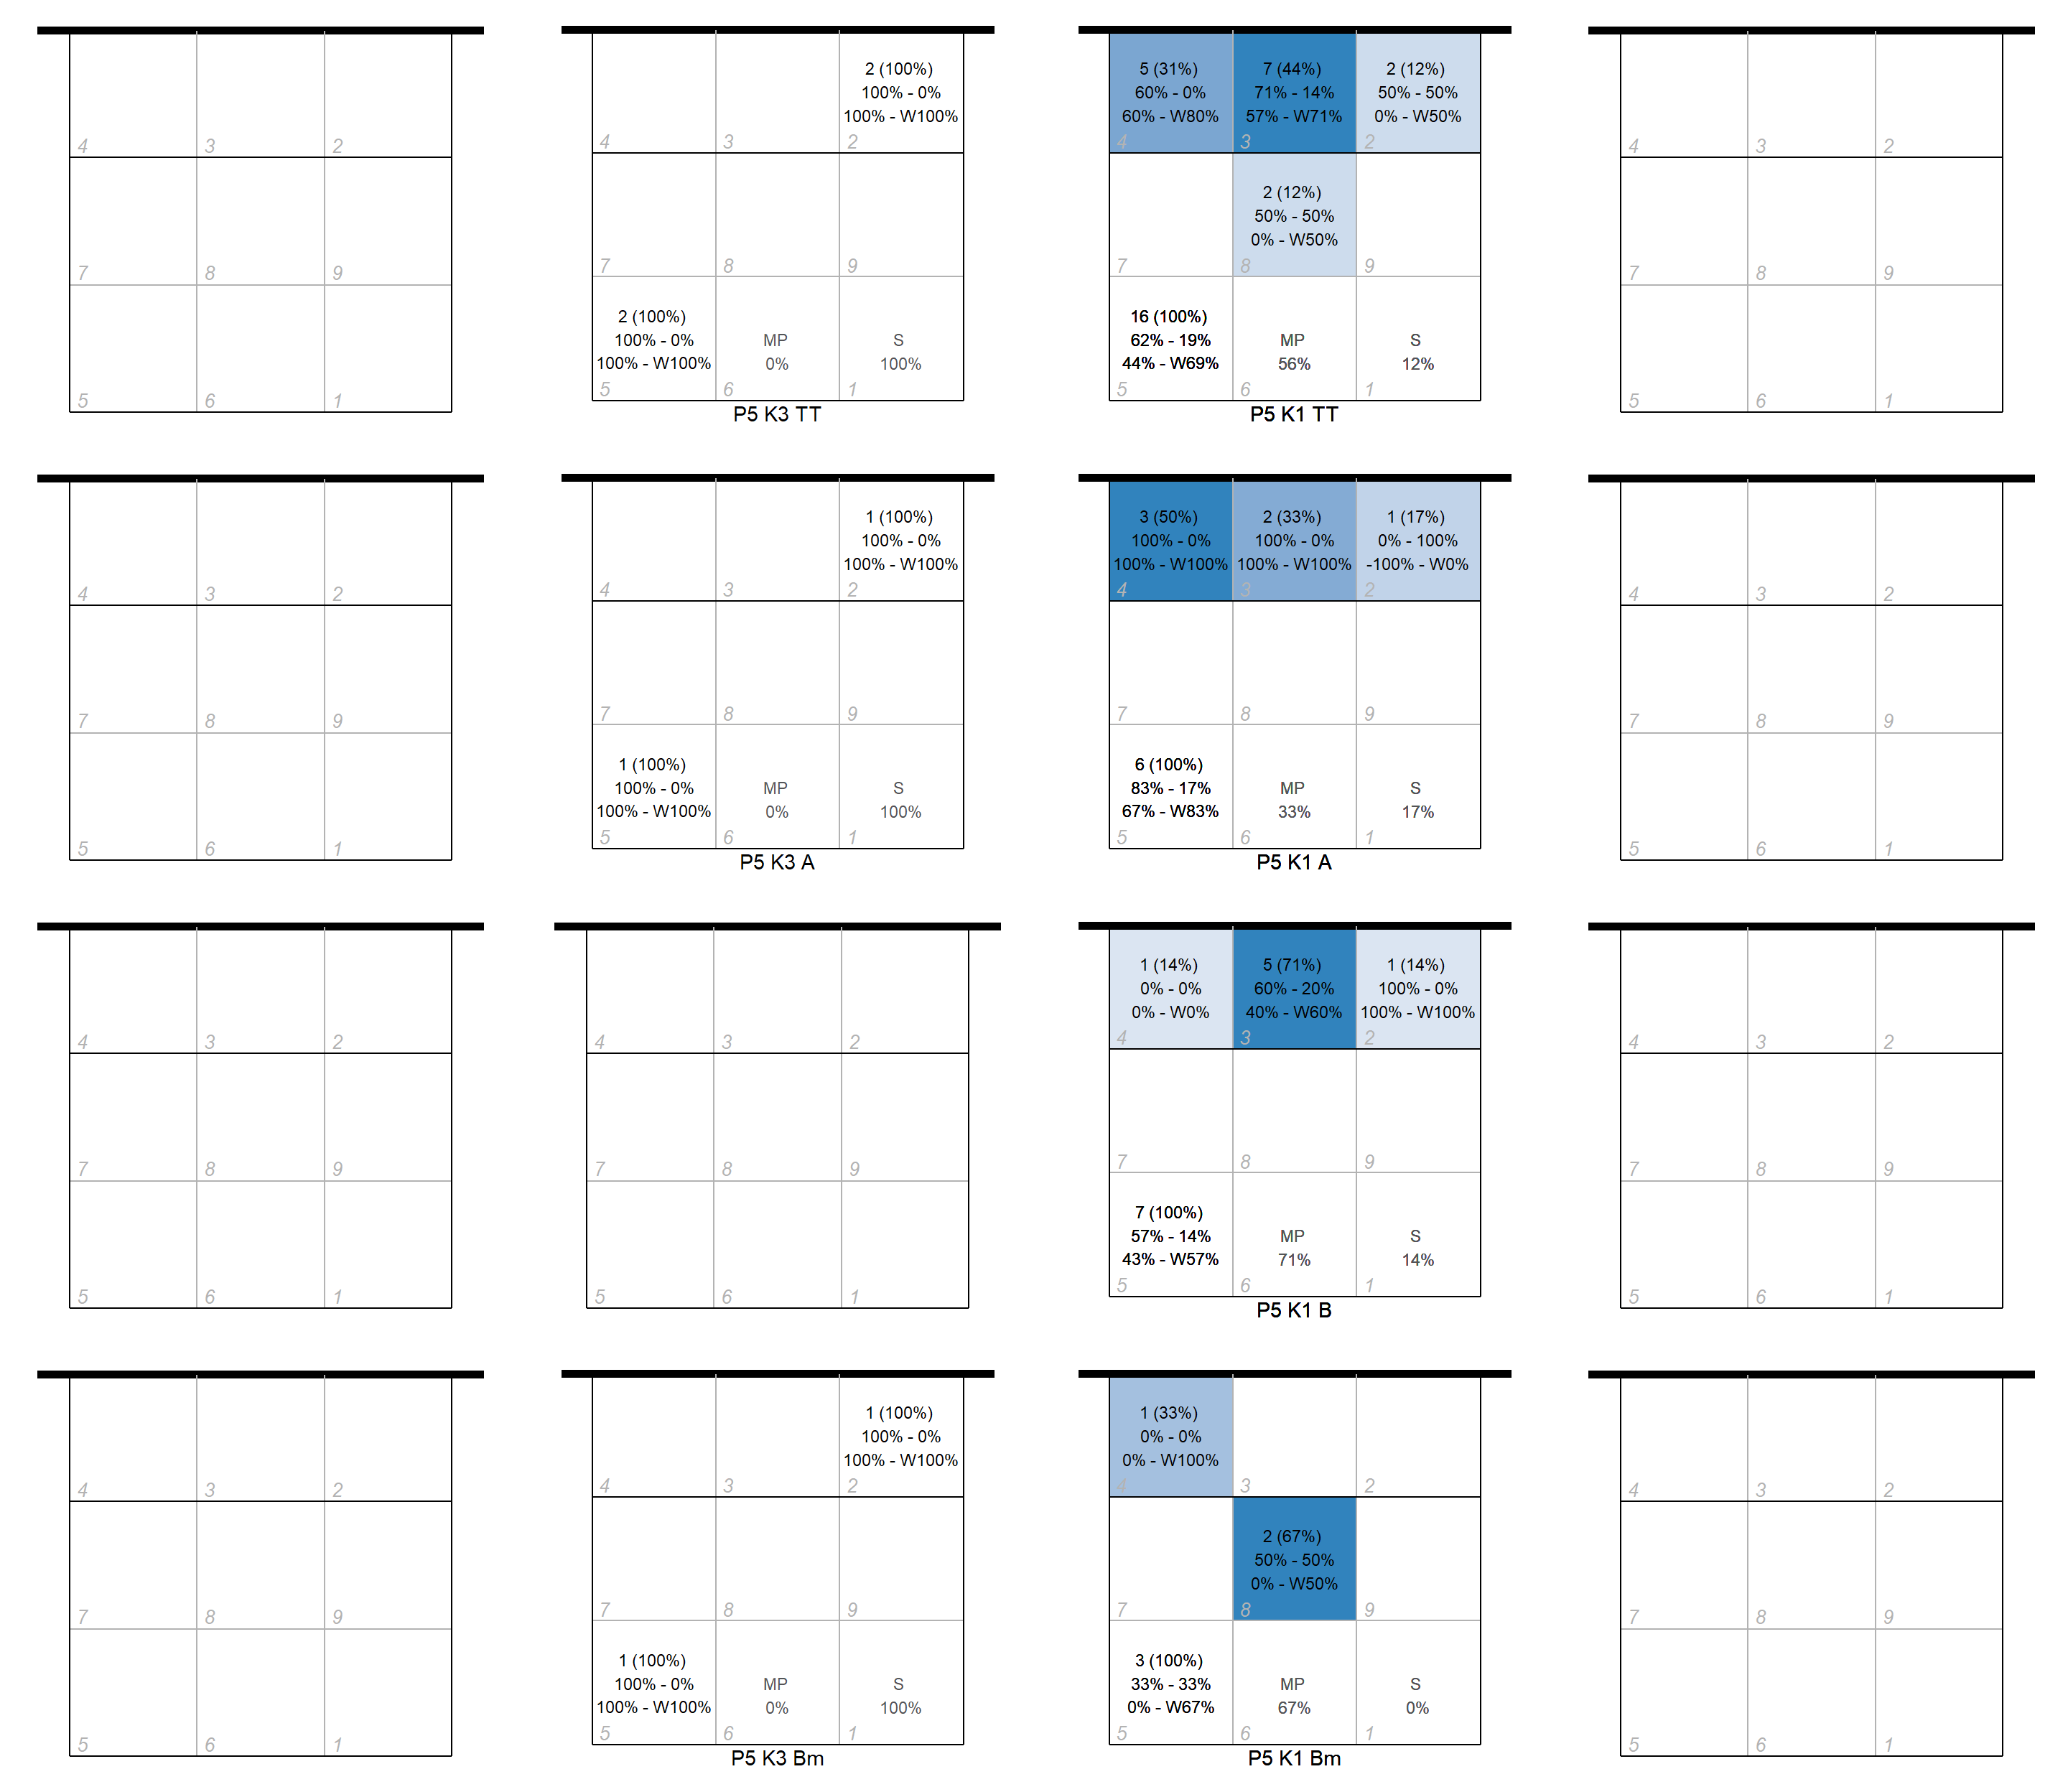 4
3
2
7
8
9
5
6
1
2 (100%)
100% - 0%
100% - W100%
4
3
2
7
8
9
2 (100%)
100% - 0%
100% - W100%
MP
0%
S
100%
5
6
1
P5 K3 TT
5 (31%)
60% - 0%
60% - W80%
7 (44%)
71% - 14%
57% - W71%
2 (12%)
50% - 50%
0% - W50%
4
3
2
2 (12%)
50% - 50%
0% - W50%
7
8
9
16 (100%)
62% - 19%
44% - W69%
MP
56%
S
12%
5
6
1
P5 K1 TT
4
3
2
7
8
9
5
6
1
4
3
2
7
8
9
5
6
1
1 (100%)
100% - 0%
100% - W100%
4
3
2
7
8
9
1 (100%)
100% - 0%
100% - W100%
MP
0%
S
100%
5
6
1
P5 K3 A
3 (50%)
100% - 0%
100% - W100%
2 (33%)
100% - 0%
100% - W100%
1 (17%)
0% - 100%
-100% - W0%
4
3
2
7
8
9
6 (100%)
83% - 17%
67% - W83%
MP
33%
S
17%
5
6
1
P5 K1 A
4
3
2
7
8
9
5
6
1
4
3
2
7
8
9
5
6
1
4
3
2
7
8
9
5
6
1
1 (14%)
0% - 0%
0% - W0%
5 (71%)
60% - 20%
40% - W60%
1 (14%)
100% - 0%
100% - W100%
4
3
2
7
8
9
7 (100%)
57% - 14%
43% - W57%
MP
71%
S
14%
5
6
1
P5 K1 B
4
3
2
7
8
9
5
6
1
4
3
2
7
8
9
5
6
1
1 (100%)
100% - 0%
100% - W100%
4
3
2
7
8
9
1 (100%)
100% - 0%
100% - W100%
MP
0%
S
100%
5
6
1
P5 K3 Bm
1 (33%)
0% - 0%
0% - W100%
4
3
2
2 (67%)
50% - 50%
0% - W50%
7
8
9
3 (100%)
33% - 33%
0% - W67%
MP
67%
S
0%
5
6
1
P5 K1 Bm
4
3
2
7
8
9
5
6
1